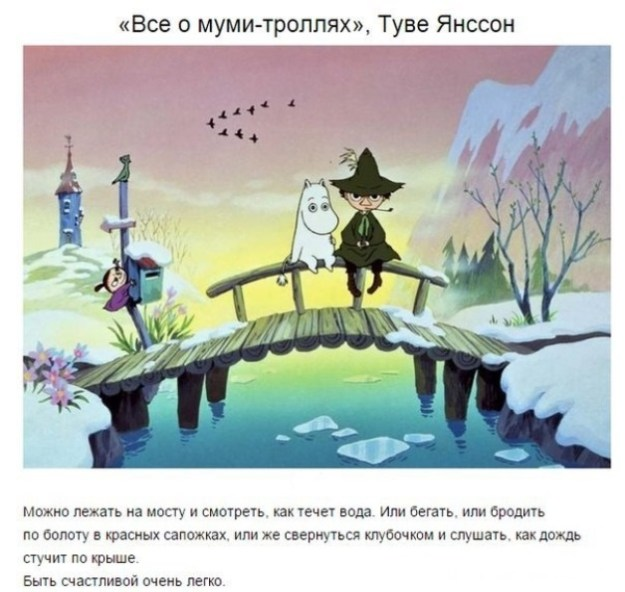 «Все о муми-троллях», Туве Янссон
Можно лежать на мосту и смотреть, как течет вода. Или бегать, или бродить
по болоту в красных сапожках, или же свернуться клубочком и слушать, как дождь
стучит по крыше.
Быть счастливой очень легко.